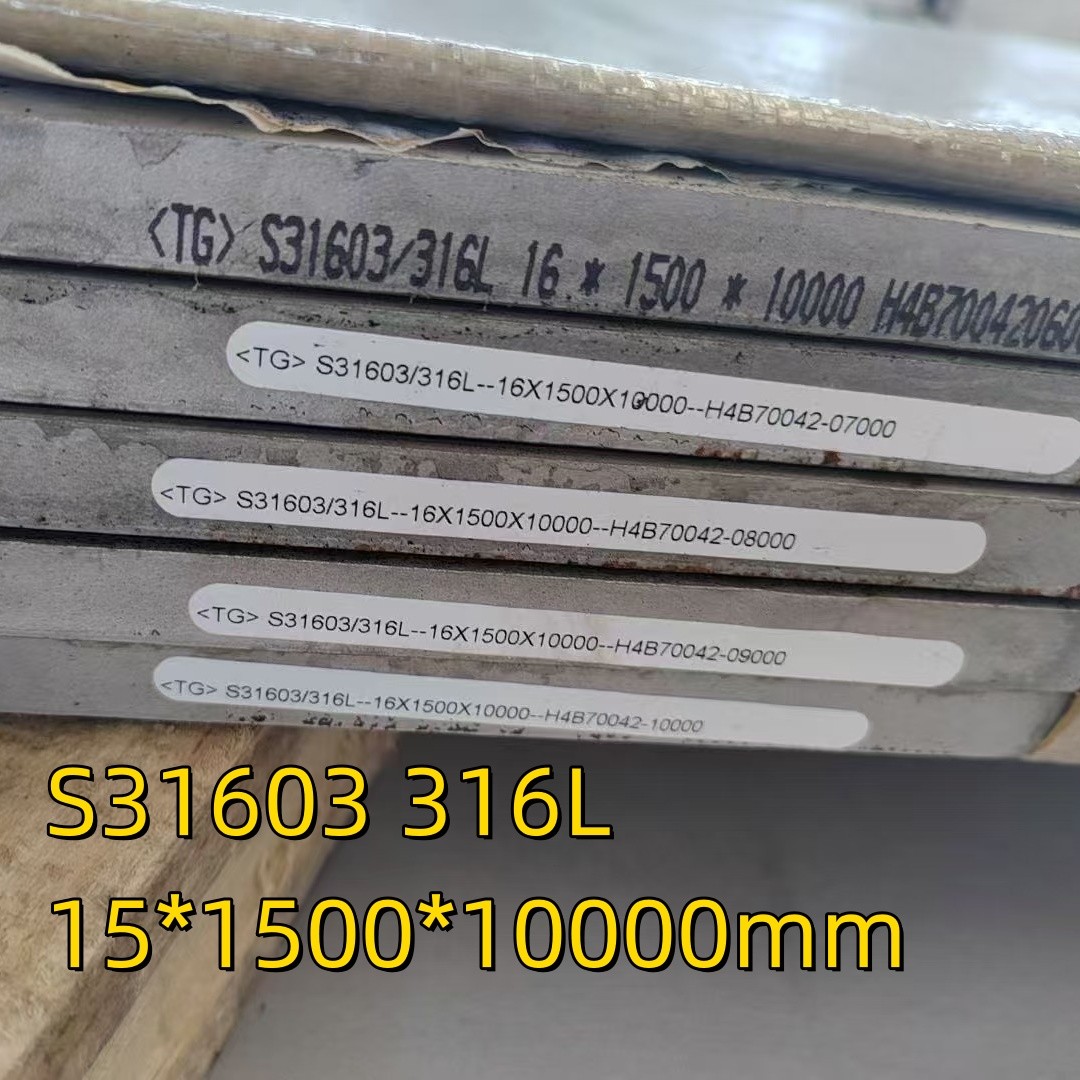 <TG> S31603/316L 16 * 1500 * 10000 H4B700420600
<TG> S31603/316L--16X1500X10000--H4B70042-07000
<TG> S31603/316L--16X1500X10000--H4B70042-08000
<TG> S31603/316L--16X1500X10000--H4B70042-09000
<TG> S31603/316L--16X1500X10000--H4B70042-10000
S31603 316L
15*1500*10000mm